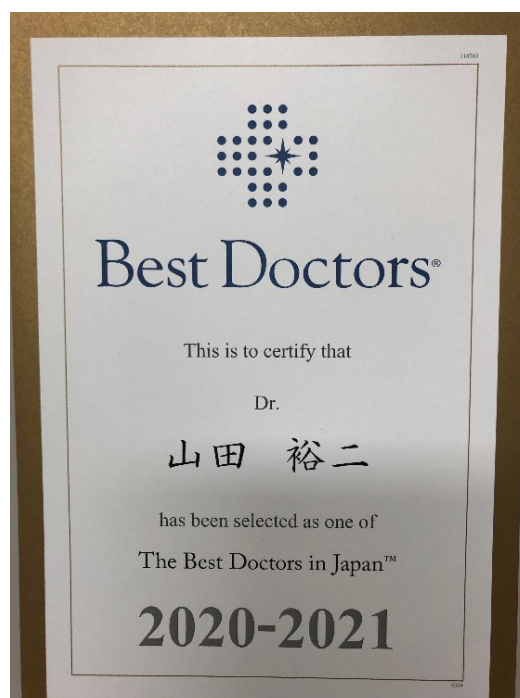 Best Doctors®
This is to certify that
Dr.
山田 裕二
has been selected as one of
The Best Doctors in Japan™
2020-2021